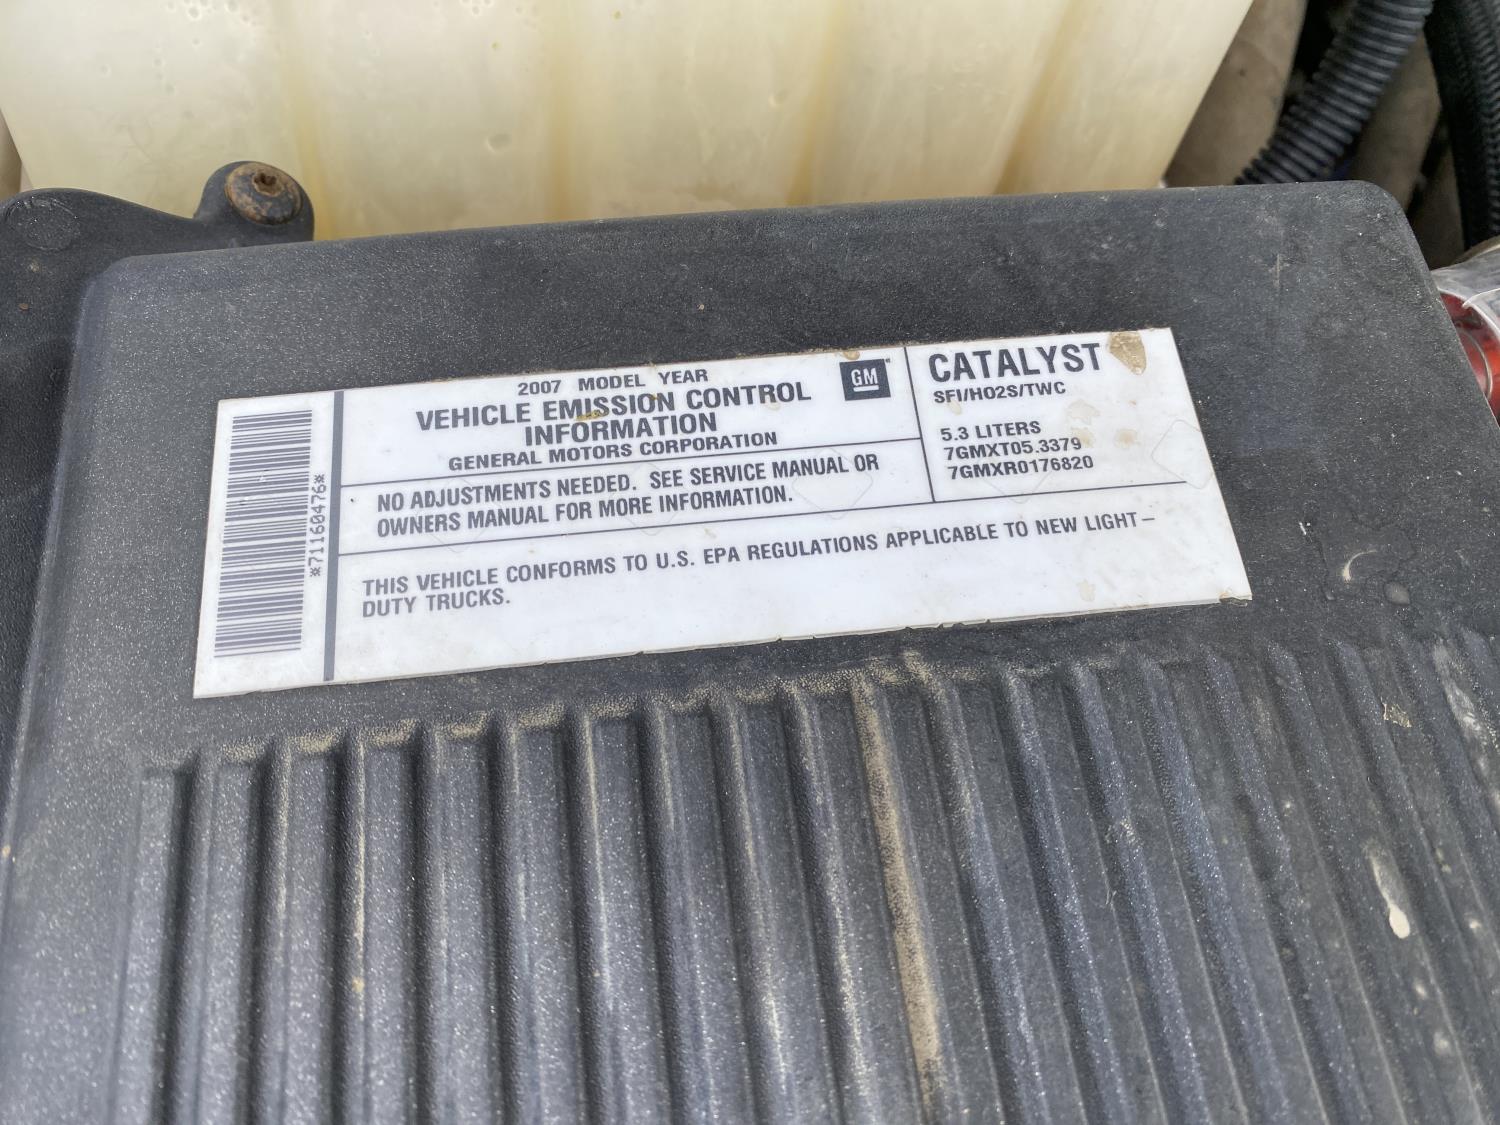 2007 MODEL YEAR
VEHICLE EMISSION CONTROL
INFORMATION
GENERAL MOTORS CORPORATION
GM
CATALYST
SFI/HO2S/TWC
5.3 LITERS
7GMXT05.3379
7GMXR0176820
NO ADJUSTMENTS NEEDED. SEE SERVICE MANUAL OR
OWNERS MANUAL FOR MORE INFORMATION.
THIS VEHICLE CONFORMS TO U.S. EPA REGULATIONS APPLICABLE TO NEW LIGHT-
DUTY TRUCKS.
*71160476*